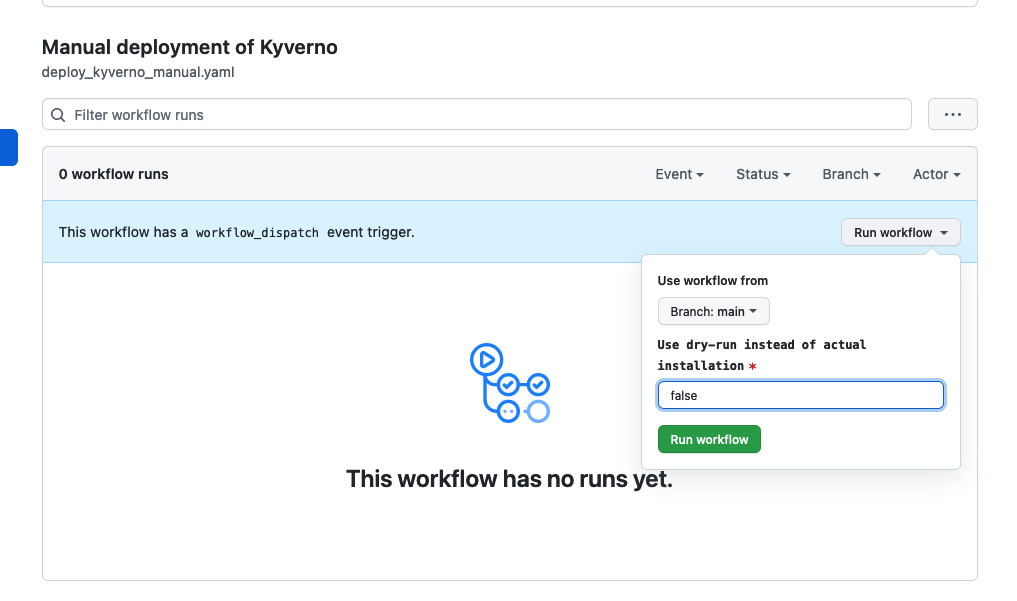 Manual deployment of Kyverno
deploy_kyverno_manual.yaml
Filter workflow runs
0 workflow runs
Event
Status
Branch
Actor
This workflow has a workflow_dispatch event trigger.
Run workflow
Use workflow from
Branch: main
Use dry-run instead of actual
installation *
false
Run workflow
This workflow has no runs yet.